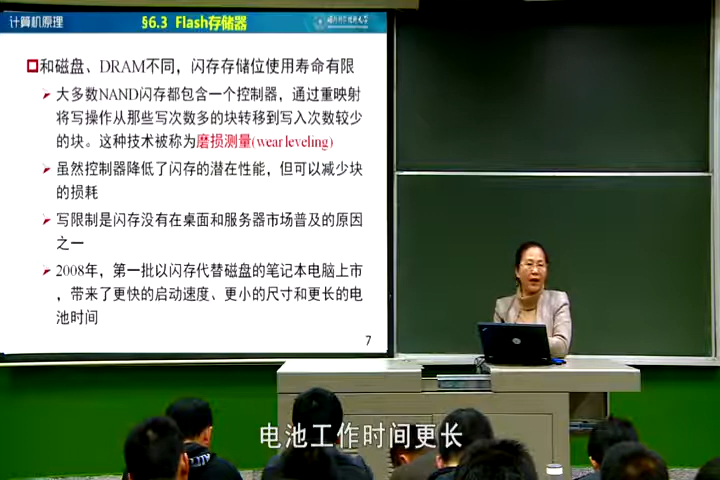 计算机原理
§6.3 Flash存储器
和磁盘、DRAM不同，闪存存储位使用寿命有限
大多数NAND闪存都包含一个控制器，通过重映射
将写操作从那些写次数多的块转移到写入次数较少
的块。这种技术被称为磨损测量(wear leveling)
虽然控制器降低了闪存的潜在性能，但可以减少块
的损耗
写限制是闪存没有在桌面和服务器市场普及的原因
之一
2008年，第一批以闪存代替磁盘的笔记本电脑上市
，带来了更快的启动速度、更小的尺寸和更长的电
池时间
7
电池工作时间更长